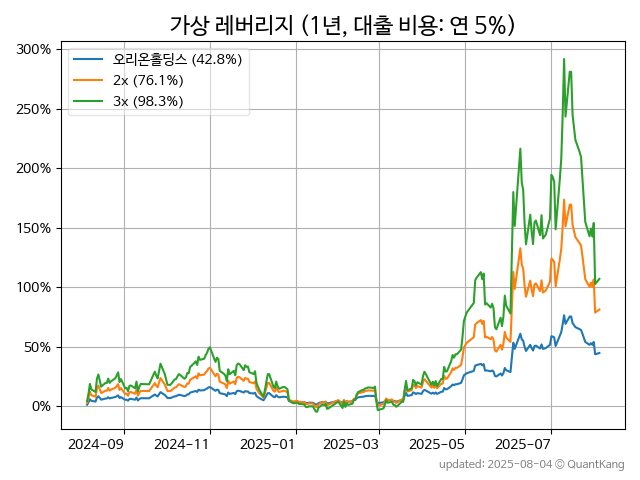 가상 레버리지 (1년, 대출 비용: 연 5%)
300%
250%
200%
150%
100%
50%
0%
오리온홀딩스 (42.8%)
2x (76.1%)
3x (98.3%)
2024-09
2024-11
2025-01
2025-03
2025-05
2025-07
updated: 2025-08-04 © QuantKang